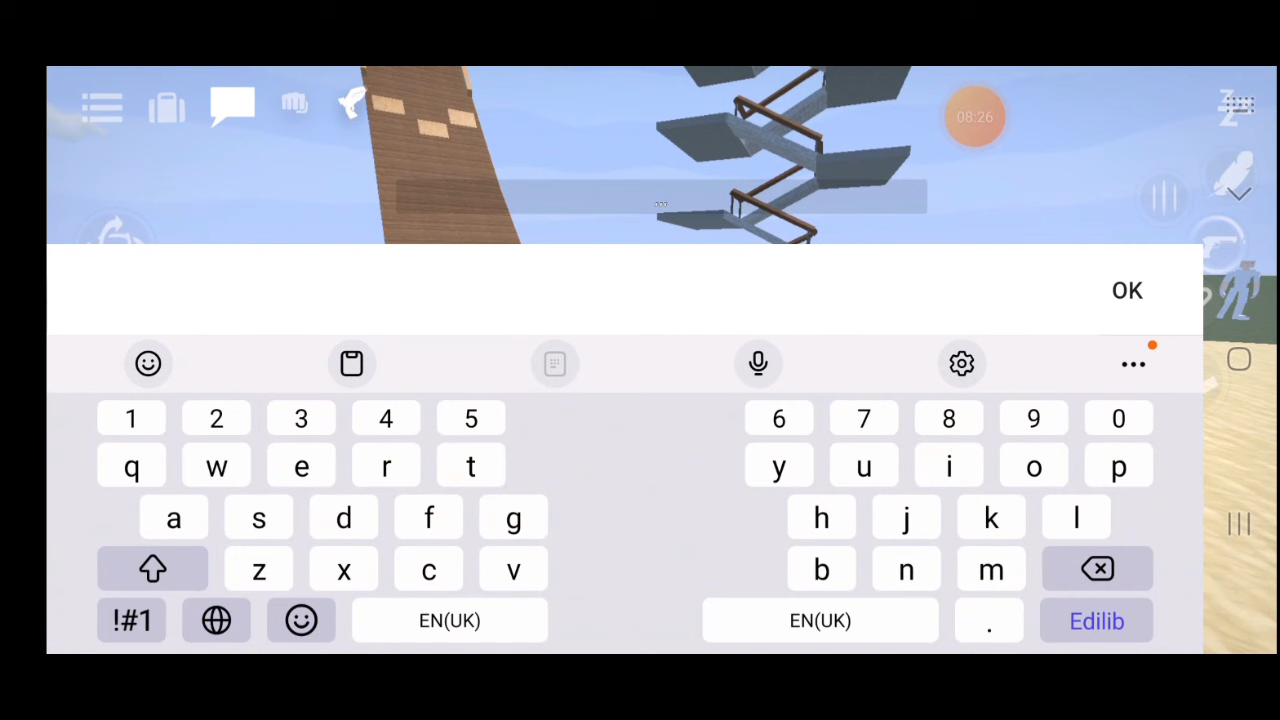 08:26
...
OK
1 2 3 4 5 6 7 8 9 0
q w e r t y u i o p
a s d f g h j k l
z x c v b n m
!#1 EN(UK) EN(UK) . Edilib